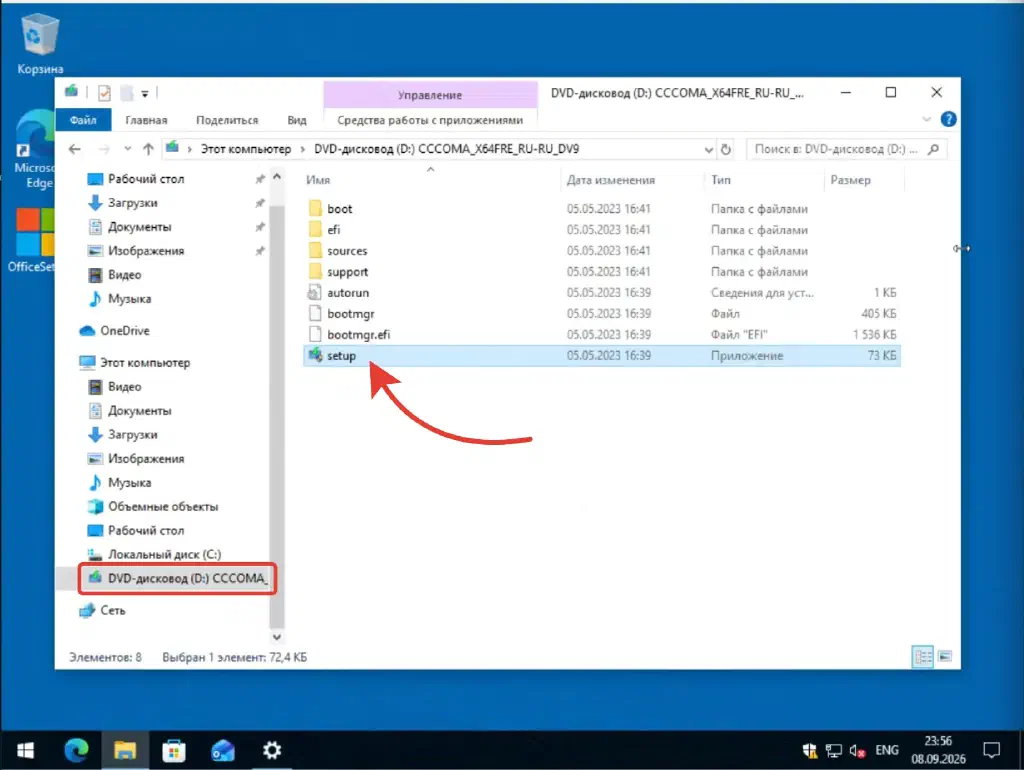 Корзина
Microso
Edge
OfficeSet
Управление
DVD-дисковод (D:) CCCOMA_X64FRE_RU-RU_...
Файл
Главная
Поделиться
Вид
Средства работы с приложениями
Этот компьютер
DVD-дисковод (D:) CCCOMA_X64FRE_RU-RU_DV9
Поиск в: DVD-дисковод (D:) ...
Рабочий стол
Загрузки
Документы
Изображения
Видео
Музыка
OneDrive
Этот компьютер
Видео
Документы
Загрузки
Изображения
Музыка
Объемные объекты
Рабочий стол
Локальный диск (C:)
DVD-дисковод (D:) CCCOMA_
Сеть
Имя Дата изменения Тип Размер
boot 05.05.2023 16:41 Папка с файлами
efi 05.05.2023 16:41 Папка с файлами
sources 05.05.2023 16:41 Папка с файлами
support 05.05.2023 16:41 Папка с файлами
autorun 05.05.2023 16:39 Сведения для уст... 1 КБ
bootmgr 05.05.2023 16:39 Файл 405 КБ
bootmgr.efi 05.05.2023 16:39 Файл "EFI" 1 536 КБ
setup 05.05.2023 16:39 Приложение 73 КБ
Элементов: 8 Выбран 1 элемент: 72,4 КБ
ENG
23:56
08.09.2026